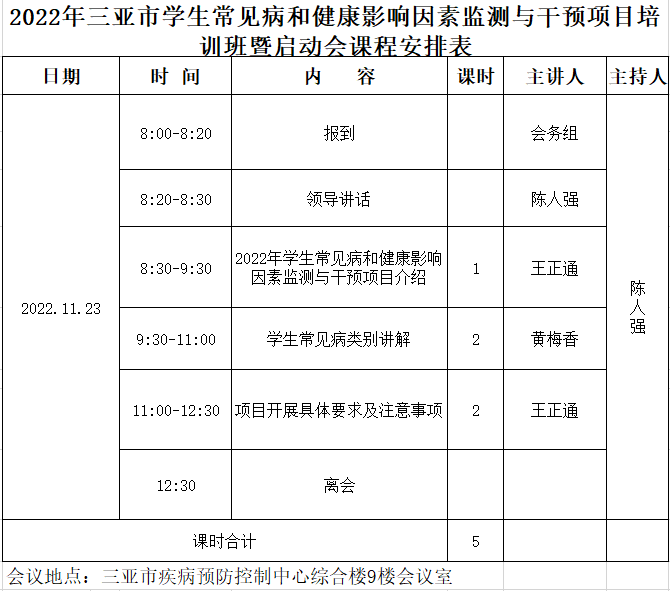 2022年三亚市学生常见病和健康影响因素监测与干预项目培
训班暨启动会课程安排表
日期 时 间 内 容 课时 主讲人 主持人
8:00-8:20 报到 会务组
8:20-8:30 领导讲话 陈人强
2022年学生常见病和健康影响
8:30-9:30 因素监测与干预项目介绍 1 王正通
2022.11.23
陈
人
强
9:30-11:00 学生常见病类别讲解 2 黄梅香
11:00-12:30 项目开展具体要求及注意事项 2 王正通
12:30 离会
课时合计 5
会议地点：三亚市疾病预防控制中心综合楼9楼会议室